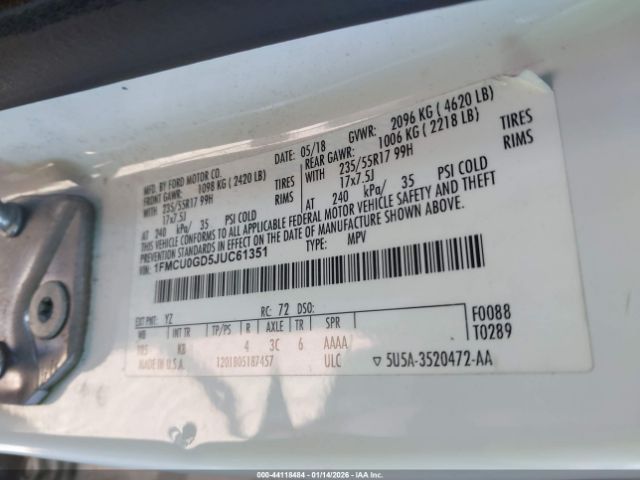 MFD. BY FORD MOTOR CO.
DATE: 05/18 GVWR: 2096 KG ( 4620 LB)
FRONT GAWR: 1098 KG ( 2420 LB)
REAR GAWR: 1006 KG ( 2218 LB)
WITH 235/55R17 99H TIRES
17x7.5J RIMS
AT 240 kPa/ 35 PSI COLD
WITH 235/55R17 99H TIRES
17x7.5J RIMS
AT 240 kPa/ 35 PSI COLD
THIS VEHICLE CONFORMS TO ALL APPLICABLE FEDERAL MOTOR VEHICLE SAFETY AND THEFT
PREVENTION STANDARDS IN EFFECT ON THE DATE OF MANUFACTURE SHOWN ABOVE.
1FMCU0GD5JUC61351 TYPE: MPV
EXT PNT: YZ RC: 72 DSO: F0088
WB INT TR TP/PS R AXLE TR SPR T0289
105 KB 4 3C 6 AAAA
MADE IN U.S.A. 1201805187457 ULC ▽ 5U5A-3520472-AA
000-44118484 | 01/14/2026 - IAA Inc.